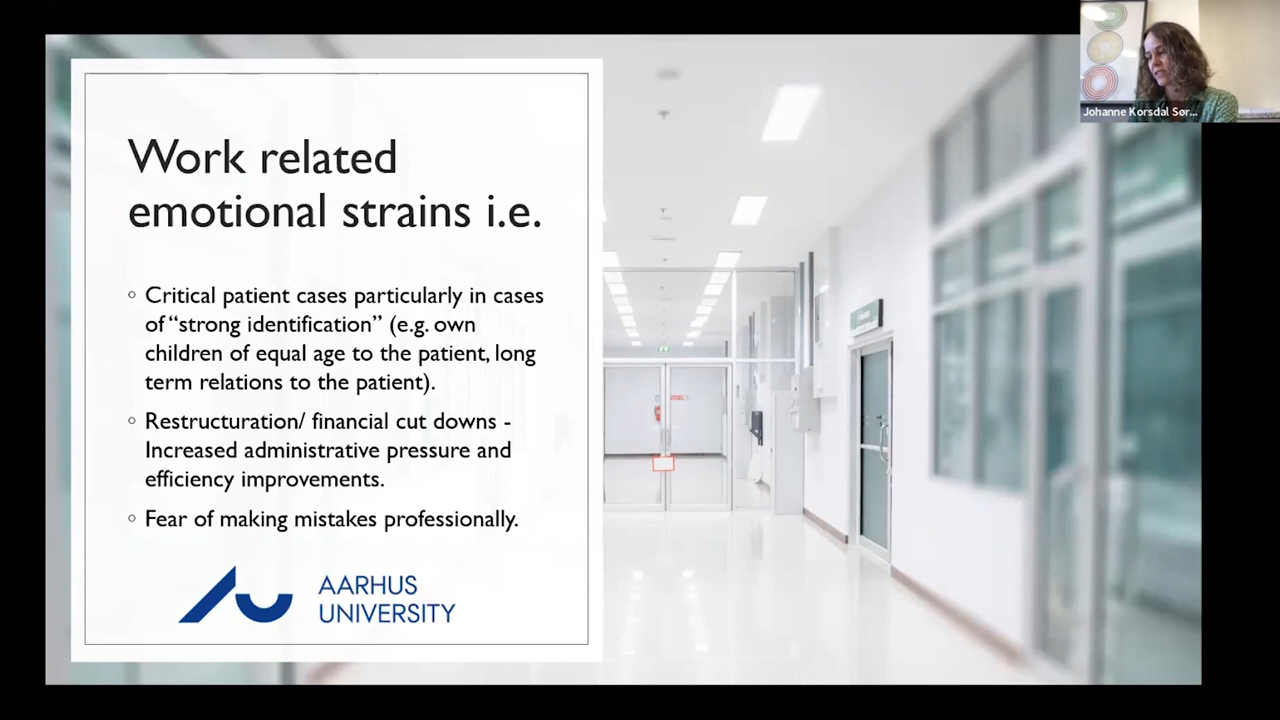 Work related
emotional strains i.e.
Critical patient cases particularly in cases
of “strong identification” (e.g. own
children of equal age to the patient, long
term relations to the patient).
Restructuration/ financial cut downs -
Increased administrative pressure and
efficiency improvements.
Fear of making mistakes professionally.
AARHUS
UNIVERSITY
Johanne Korsdal Sør...